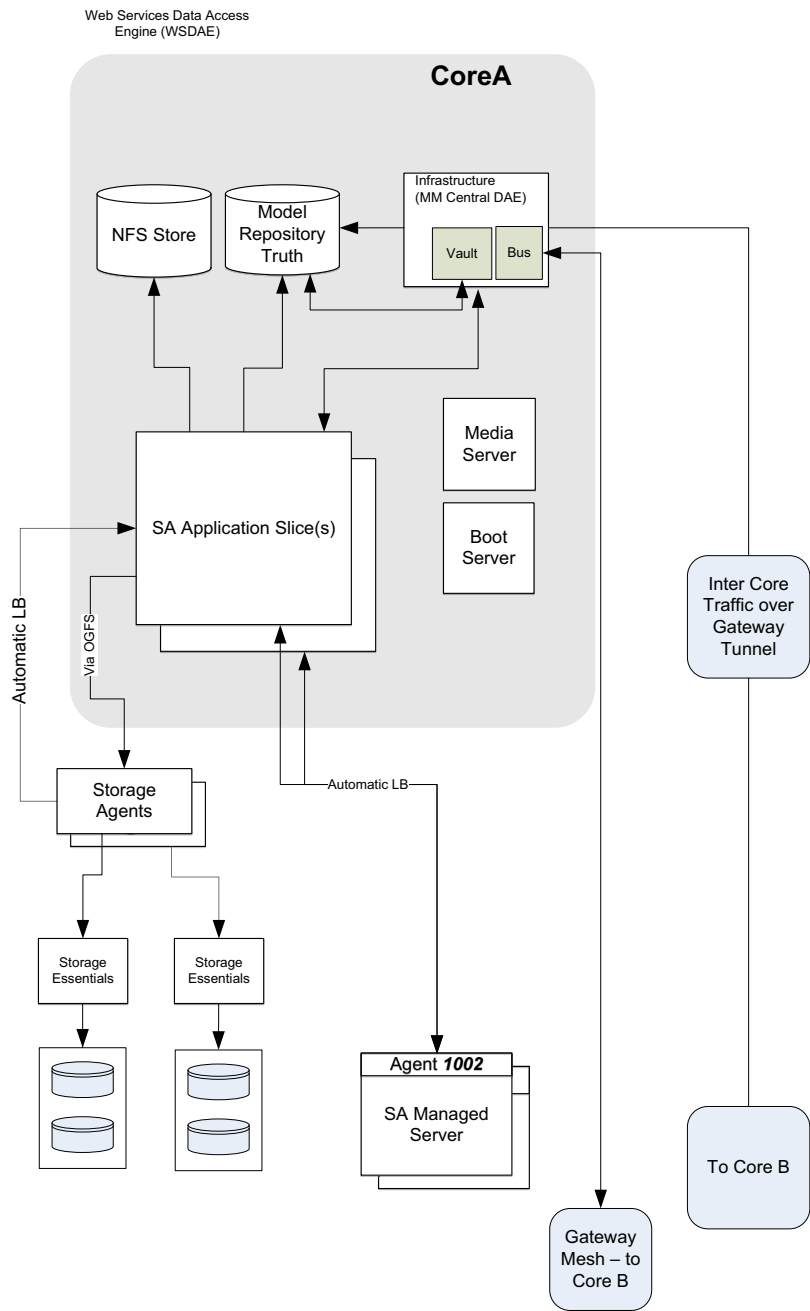 Web Services Data Access
Engine (WSDAE)
CoreA
Infrastructure
(MM Central DAE)
NFS Store
Model
Repository
Truth
Vault
Bus
Media
Server
SA Application Slice(s)
Boot
Server
Inter Core
Traffic over
Gateway
Tunnel
Automatic LB
Via OGFS
Storage
Agents
Automatic LB
Storage
Essentials
Storage
Essentials
Agent 1002
SA Managed
Server
To Core B
Gateway
Mesh – to
Core B